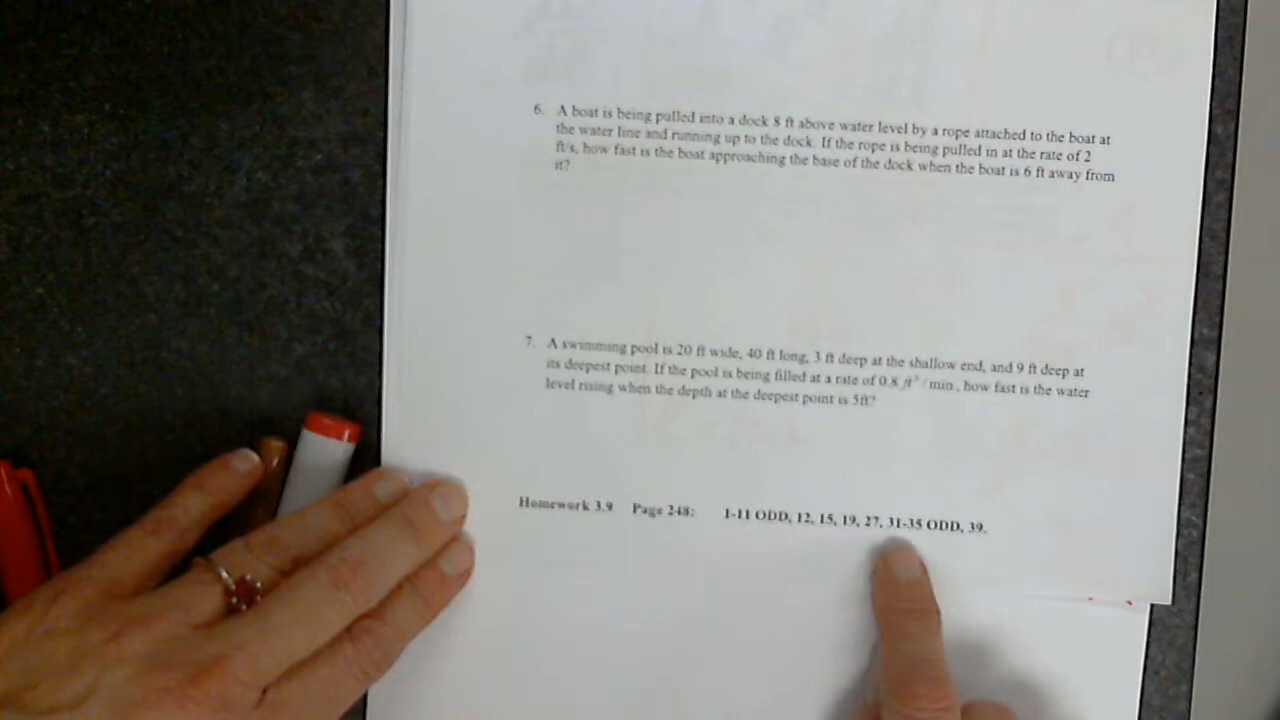 6. A boat is being pulled into a dock 8 ft above water level by a rope attached to the boat at
the water line and running up to the dock. If the rope is being pulled in at the rate of 2
ft/s, how fast is the boat approaching the base of the dock when the boat is 6 ft away from
it?
7. A swimming pool is 20 ft wide, 40 ft long, 3 ft deep at the shallow end, and 9 ft deep at
its deepest point. If the pool is being filled at a rate of 0.8 ft³ / min, how fast is the water
level rising when the depth at the deepest point is 5ft?
Homework 3.9 Page 248: 1-11 ODD, 12, 15, 19, 27, 31-35 ODD, 39.